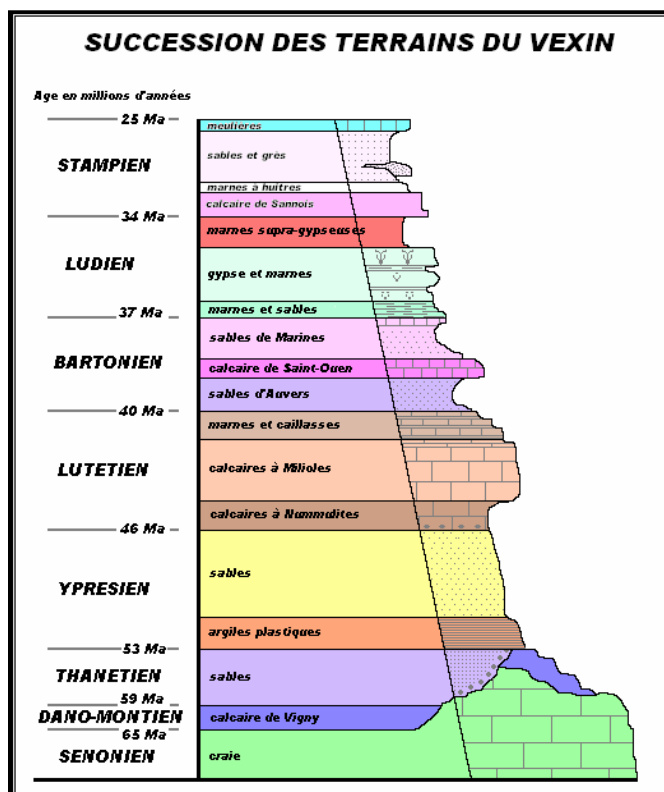 SUCCESSION DES TERRAINS DU VEXIN
Age en millions d'années
25 Ma
meulières
sables et grès
STAMPIEN
marnes à huîtres
calcaire de Sannois
34 Ma
marnes supra-gypseuses
LUDIEN
gypse et marnes
marnes et sables
37 Ma
sables de Marines
BARTONIEN
calcaire de Saint-Ouen
sables d'Auvers
40 Ma
marnes et caillasses
LUTETIEN
calcaires à Milioles
calcaires à Nummulites
46 Ma
sables
YPRESIEN
argiles plastiques
53 Ma
THANETIEN
sables
59 Ma
DANO-MONTIEN
calcaire de Vigny
65 Ma
SENONIEN
craie